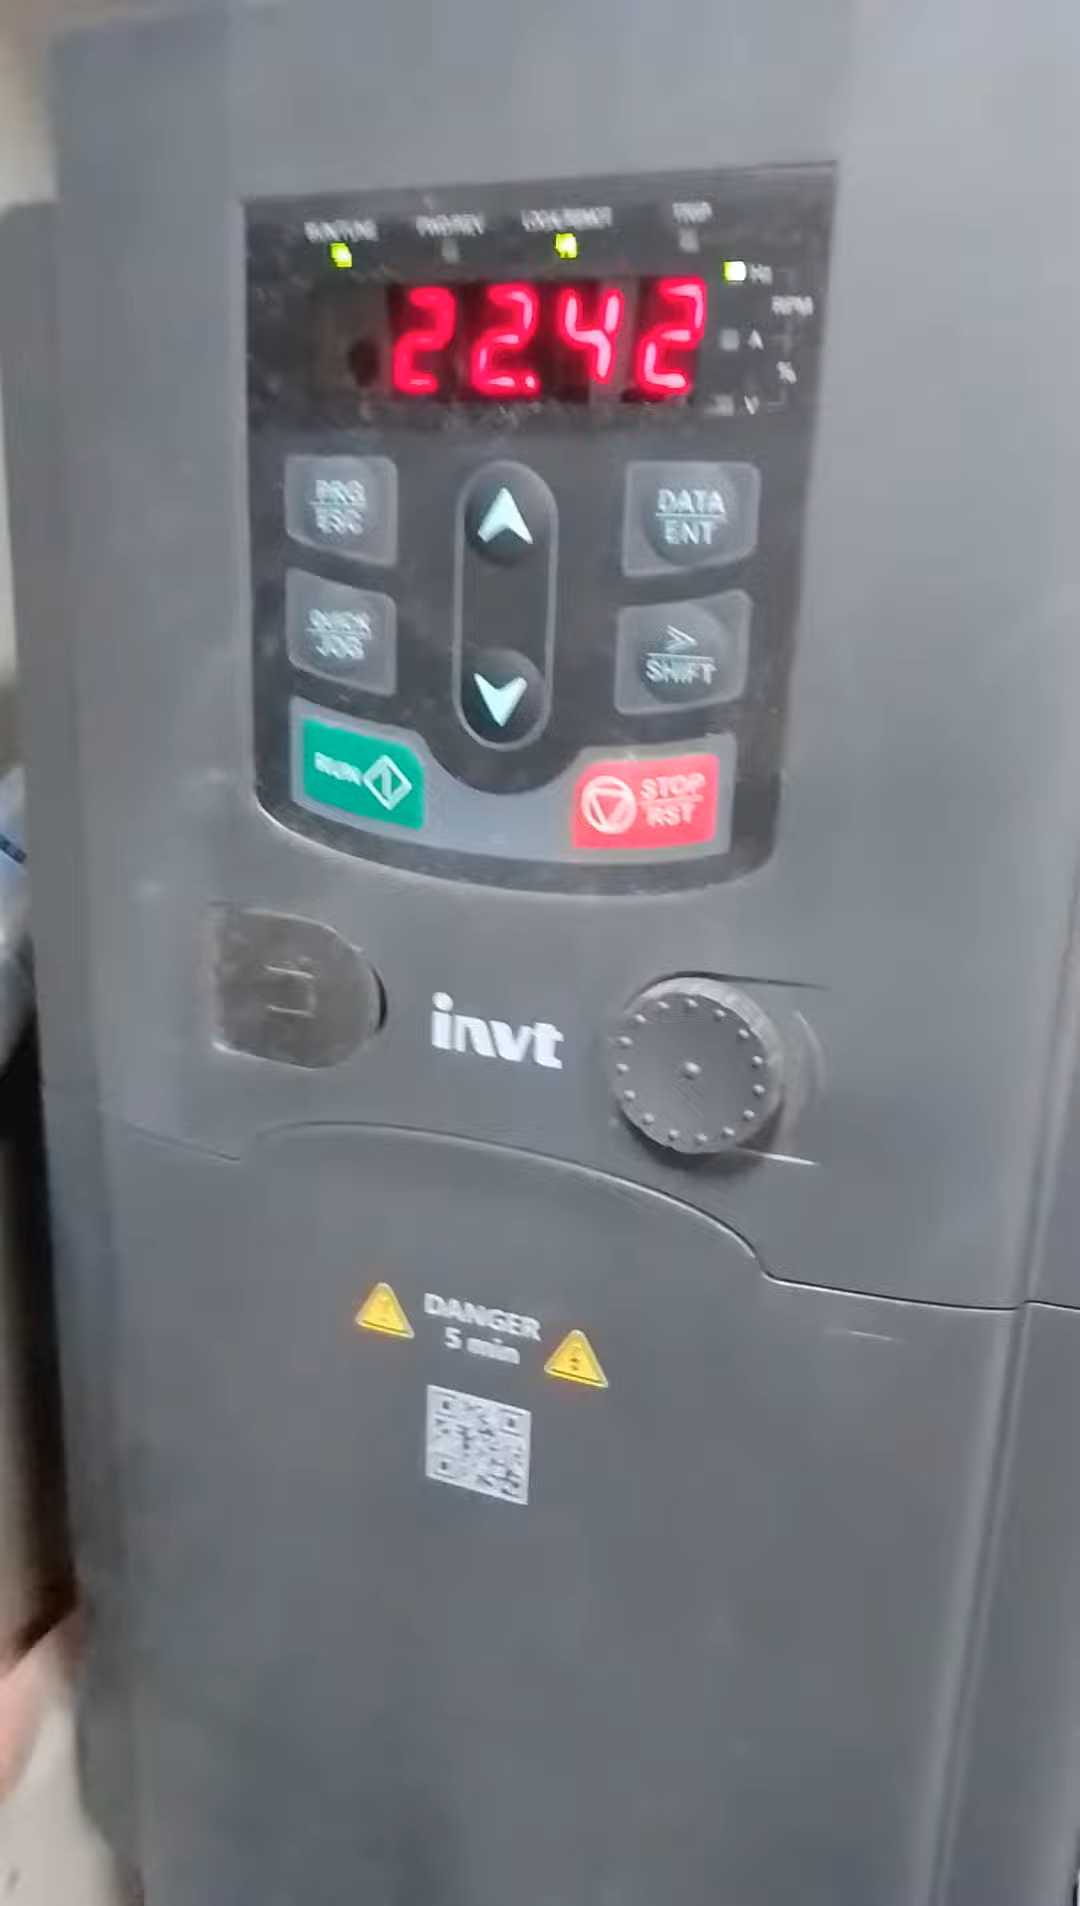 RUN/TUNE FWD/REV LOCAL/REMOT TRIP
Hz
RPM
22.42
A
%
V
PRG
ESC
DATA
ENT
QUICK
JOG
SHIFT
RUN
STOP
RST
invt
DANGER
5 min